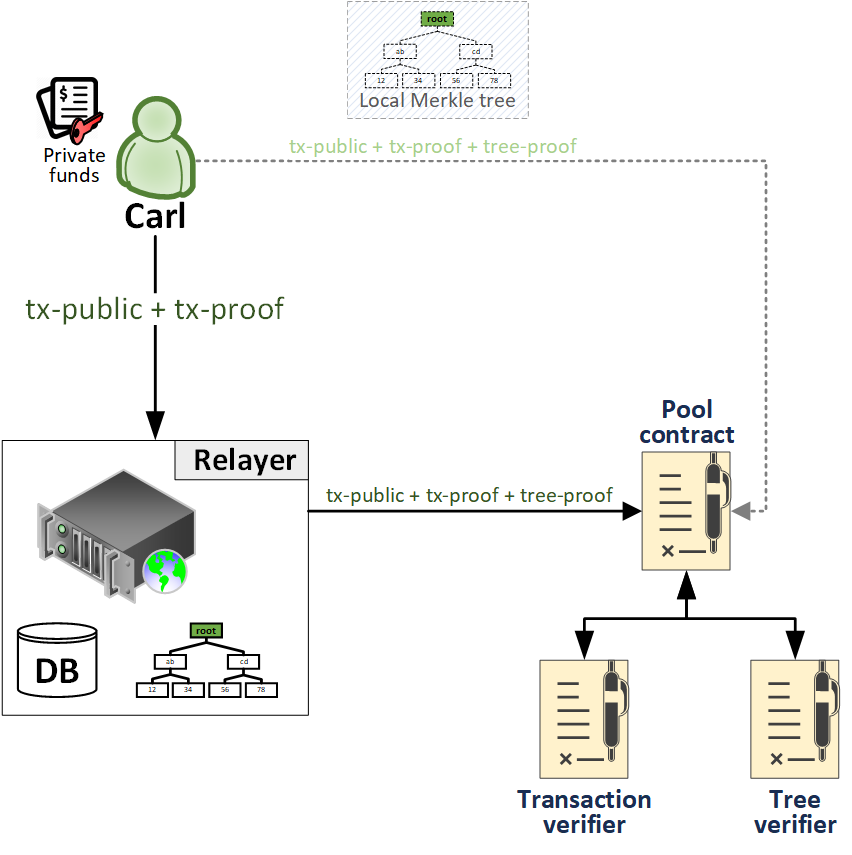 root
ab cd
12 34 56 78
Local Merkle tree
$
Private
funds
Carl
tx-public + tx-proof + tree-proof
tx-public + tx-proof
Relayer
DB
root
ab cd
12 34 56 78
tx-public + tx-proof + tree-proof
Pool
contract
Transaction
verifier
Tree
verifier